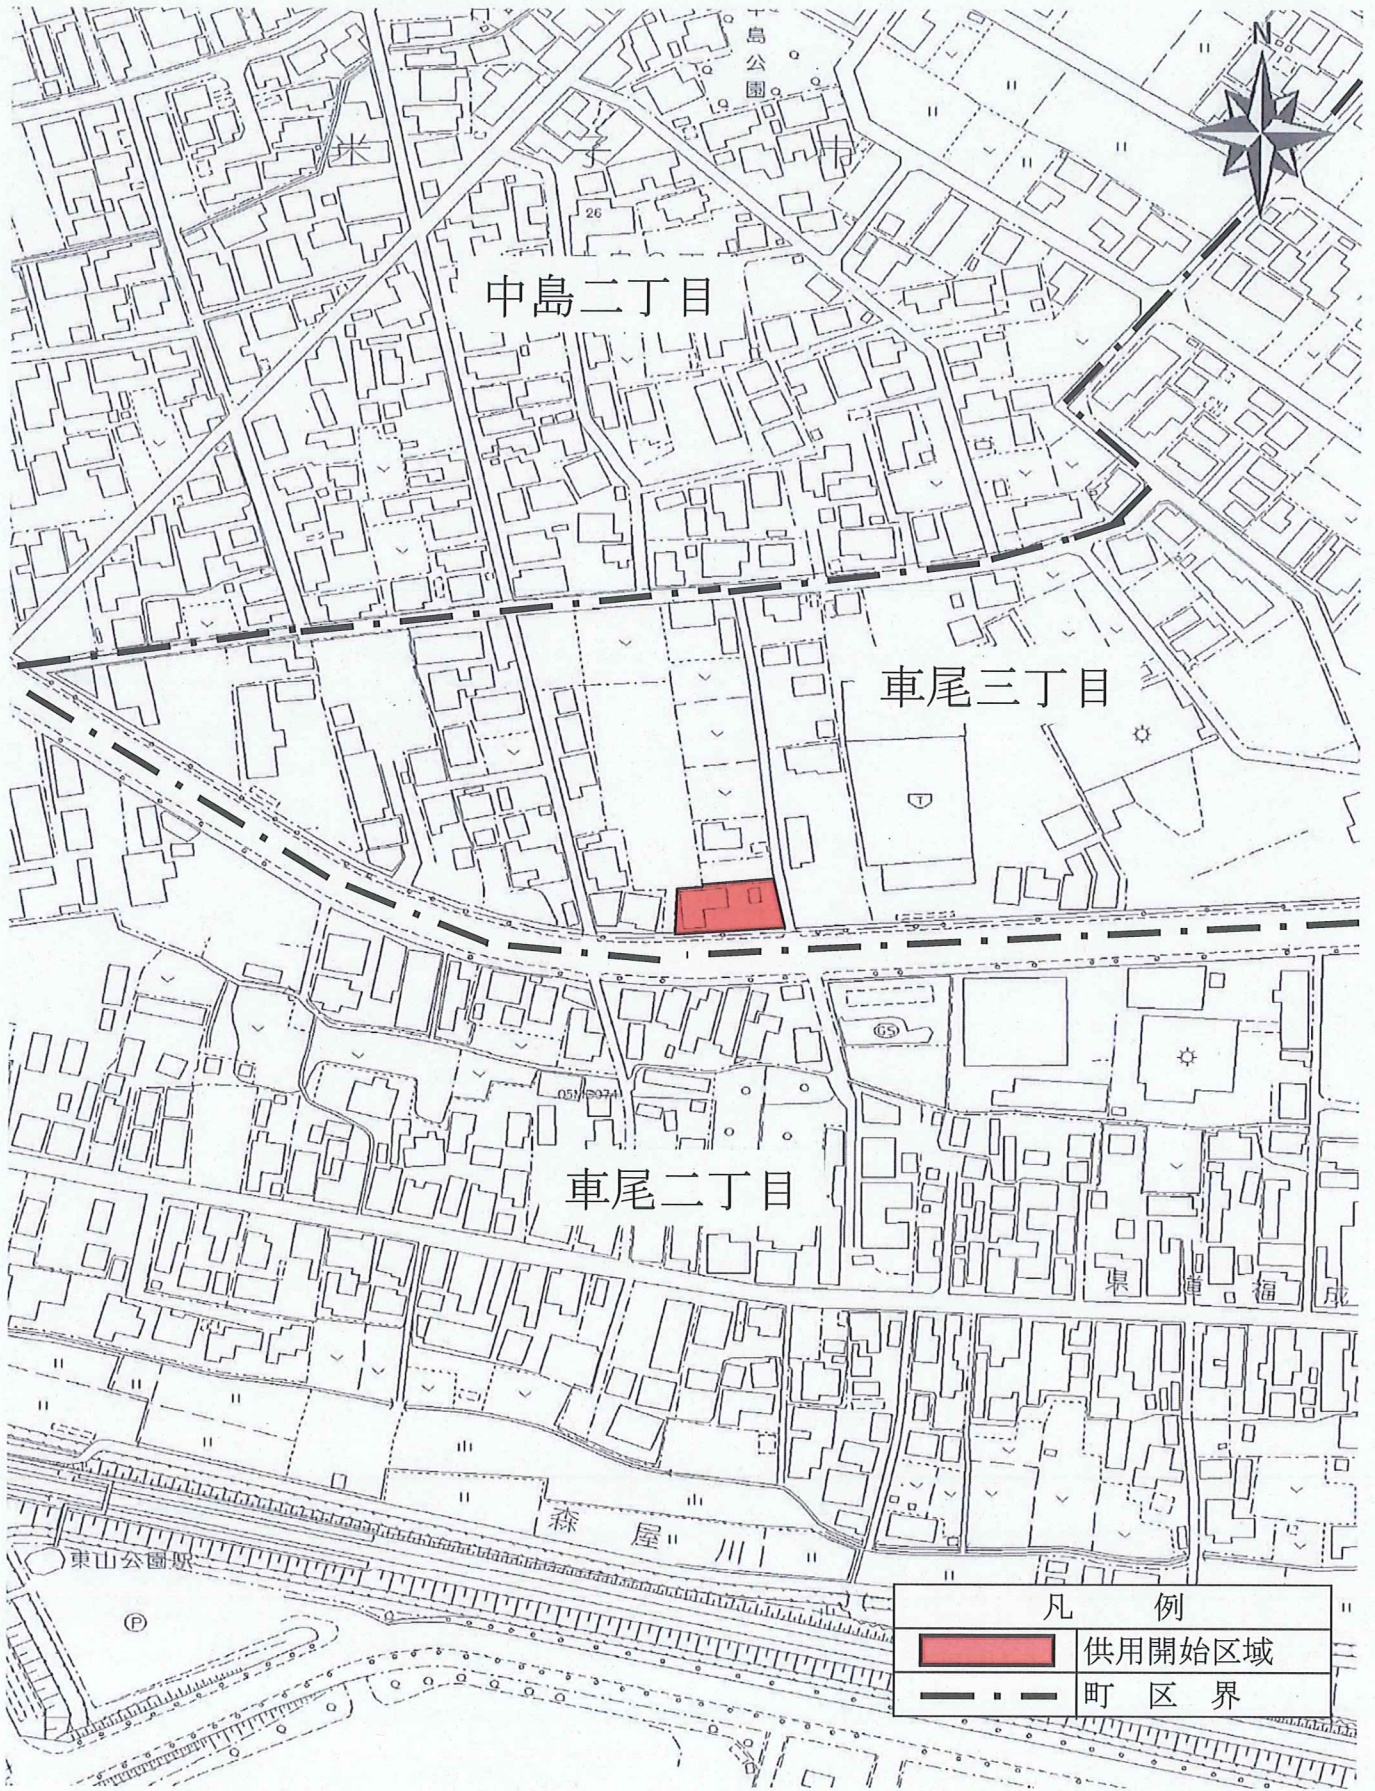 中島公園
N
米子市
26
中島二丁目
車尾三丁目
T
GS
車尾二丁目
県道福成
森屋川
東山公園駅
P
凡例
供用開始区域
町区界